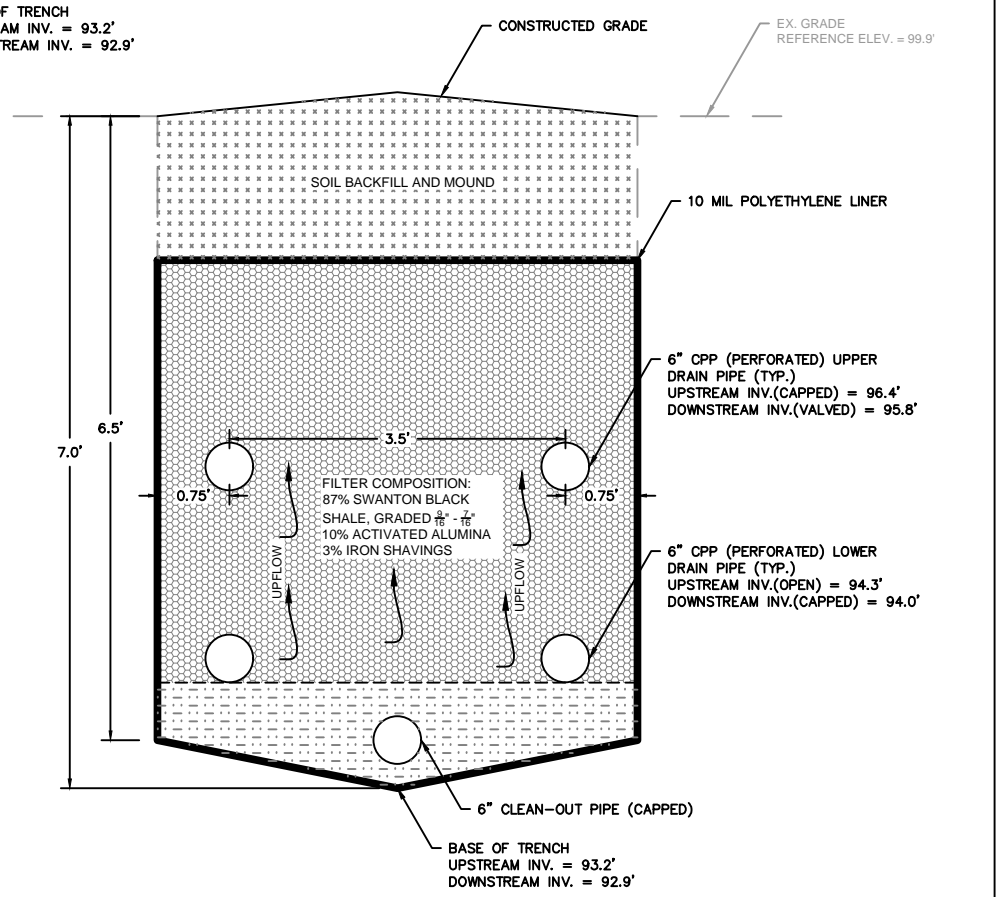 OF TRENCH
AM INV. = 93.2'
TREAM INV. = 92.9'
CONSTRUCTED GRADE
EX. GRADE
REFERENCE ELEV. = 99.9'
SOIL BACKFILL AND MOUND
10 MIL POLYETHYLENE LINER
6" CPP (PERFORATED) UPPER
DRAIN PIPE (TYP.)
UPSTREAM INV.(CAPPED) = 96.4'
DOWNSTREAM INV.(VALVED) = 95.8'
7.0'
6.5'
3.5'
0.75'
0.75'
FILTER COMPOSITION:
87% SWANTON BLACK
SHALE, GRADED 9/16" - 7/16"
10% ACTIVATED ALUMINA
3% IRON SHAVINGS
UPFLOW
UPFLOW
6" CPP (PERFORATED) LOWER
DRAIN PIPE (TYP.)
UPSTREAM INV.(OPEN) = 94.3'
DOWNSTREAM INV.(CAPPED) = 94.0'
6" CLEAN-OUT PIPE (CAPPED)
BASE OF TRENCH
UPSTREAM INV. = 93.2'
DOWNSTREAM INV. = 92.9'